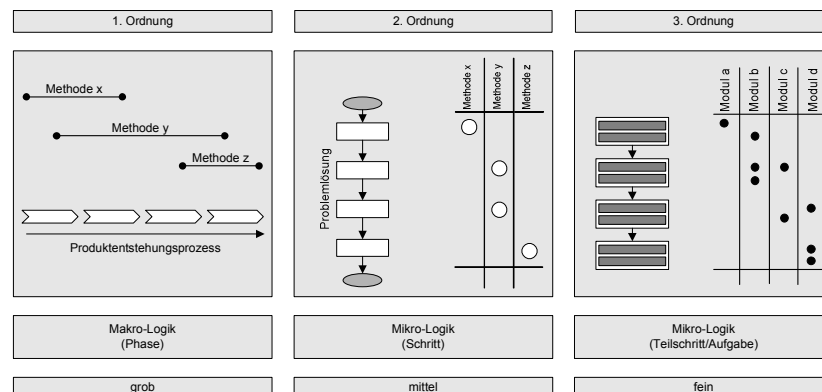 1. Ordnung
2. Ordnung
3. Ordnung
Methode x
Methode y
Methode z
Produktentstehungsprozess
Problemlösung
Methode x
Methode y
Methode z
Modul a
Modul b
Modul c
Modul d
Makro-Logik
(Phase)
Mikro-Logik
(Schritt)
Mikro-Logik
(Teilschritt/Aufgabe)
grob
mittel
fein